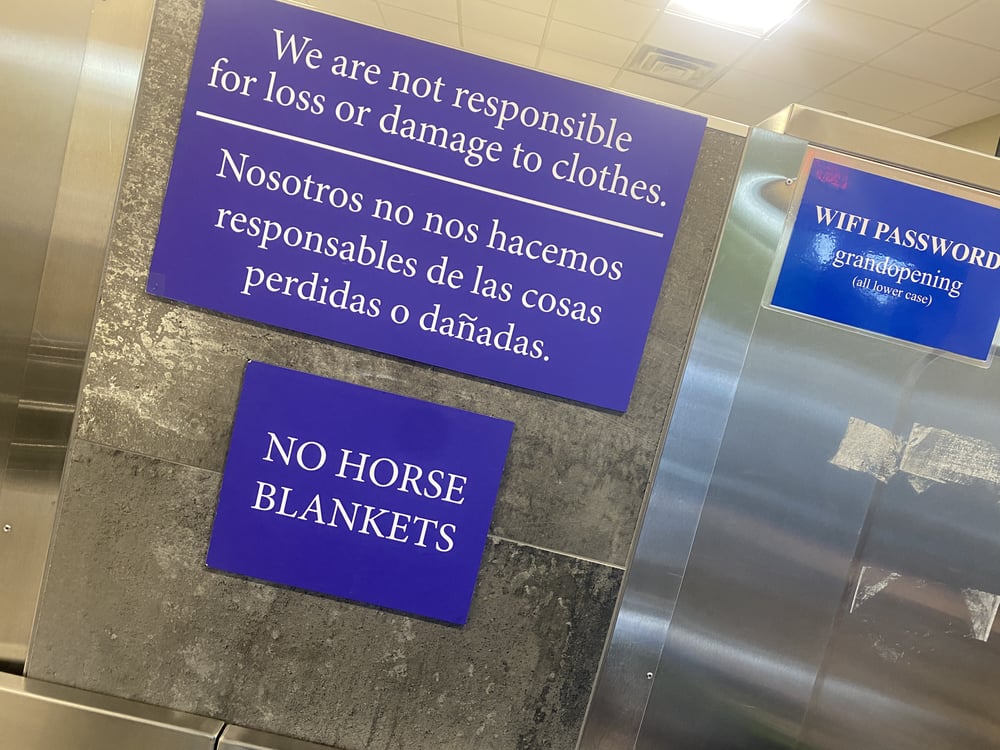 We are not responsible
for loss or damage to clothes.
Nosotros no nos hacemos
responsables de las cosas
perdidas o dañadas.
NO HORSE
BLANKETS
WIFI PASSWORD
grandopening
(all lower case)